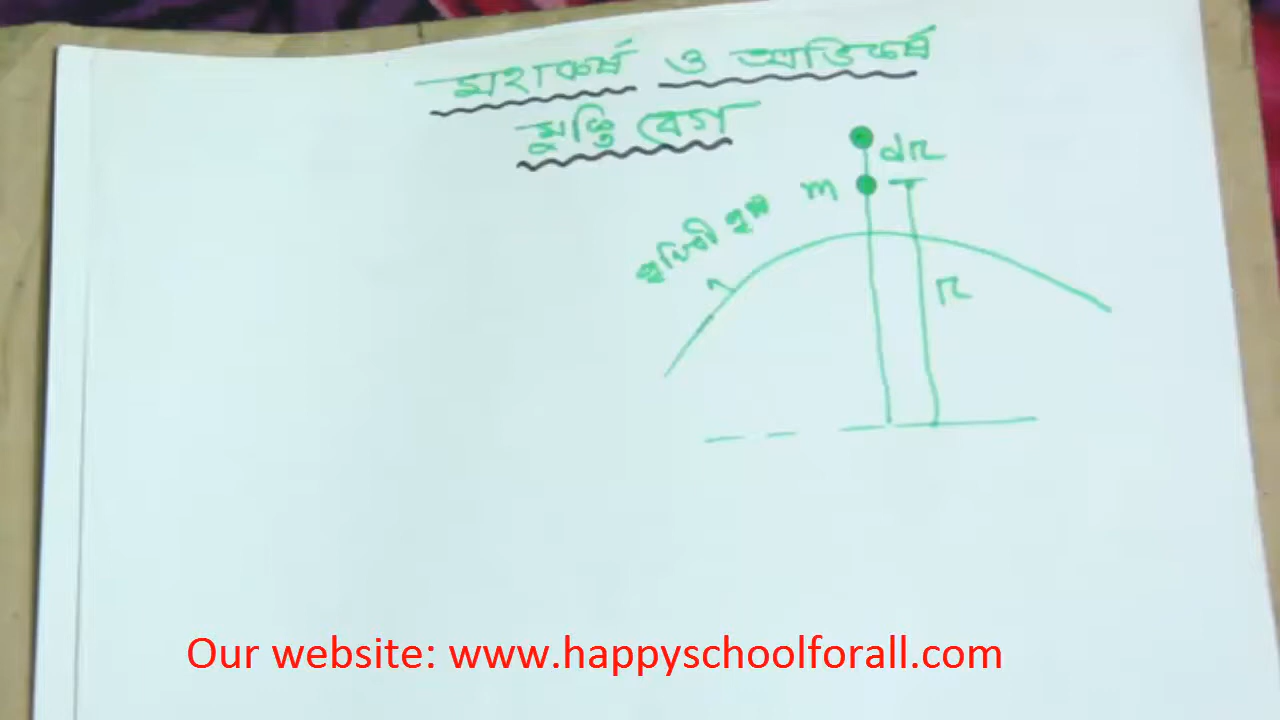 মহাকর্ষ ও অভিকর্ষ
মুক্তি বেগ
dr
m
পৃথিবী পৃষ্ঠ
r
Our website: www.happyschoolforall.com